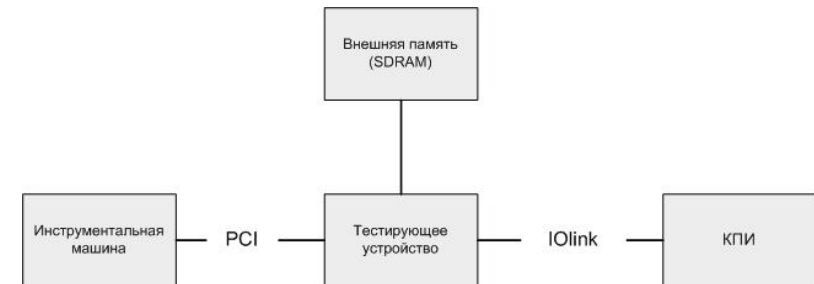 Внешняя память
(SDRAM)
Инструментальная
машина
PCI
Тестирующее
устройство
IOlink
КПИ